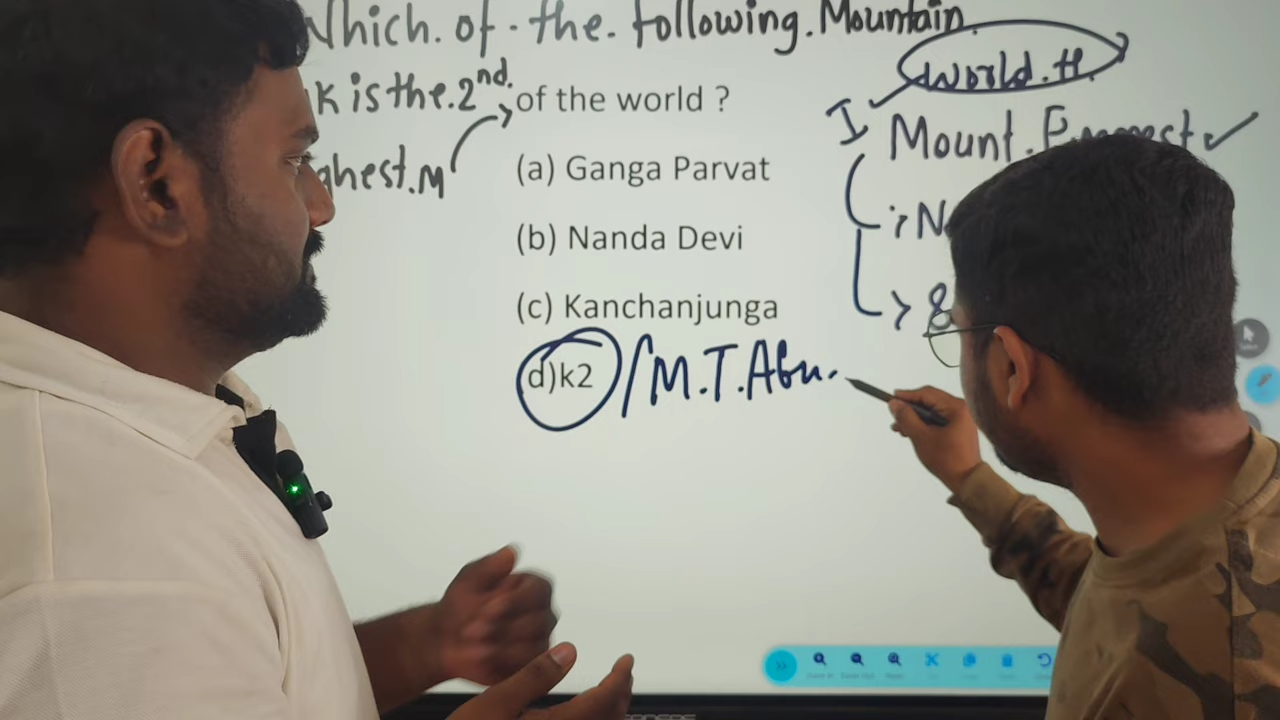 Which. of. the. following. Mountain
k is the. 2nd. of the world ?
ghest. M
(a) Ganga Parvat
(b) Nanda Devi
(c) Kanchanjunga
d)k2 / M.T. Abu.
World. H.
I Mount.